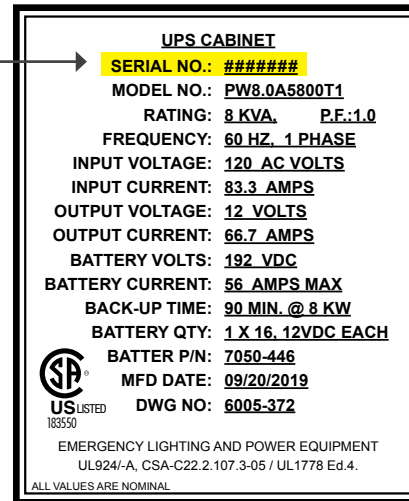 UPS CABINET
SERIAL NO.: #######
MODEL NO.: PW8.0A5800T1
RATING: 8 KVA, P.F.:1.0
FREQUENCY: 60 HZ, 1 PHASE
INPUT VOLTAGE: 120 AC VOLTS
INPUT CURRENT: 83.3 AMPS
OUTPUT VOLTAGE: 12 VOLTS
OUTPUT CURRENT: 66.7 AMPS
BATTERY VOLTS: 192 VDC
BATTERY CURRENT: 56 AMPS MAX
BACK-UP TIME: 90 MIN. @ 8 KW
BATTERY QTY: 1 X 16, 12VDC EACH
BATTER P/N: 7050-446
MFD DATE: 09/20/2019
DWG NO: 6005-372
SA ®
US LISTED
183550
EMERGENCY LIGHTING AND POWER EQUIPMENT
UL924/-A, CSA-C22.2.107.3-05 / UL1778 Ed.4.
ALL VALUES ARE NOMINAL